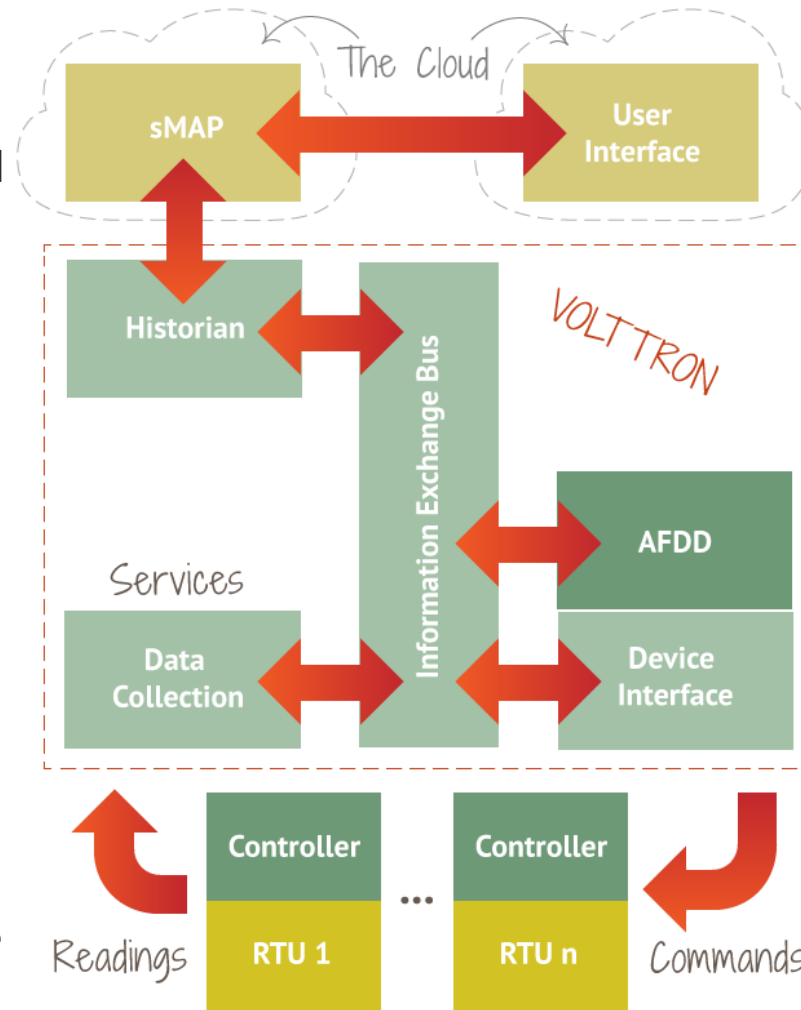 The Cloud
sMAP
User
Interface
Historian
VOLTTRON
Information Exchange Bus
AFDD
Services
Data
Collection
Device
Interface
Controller
Controller
...
Readings
RTU 1
RTU n
Commands